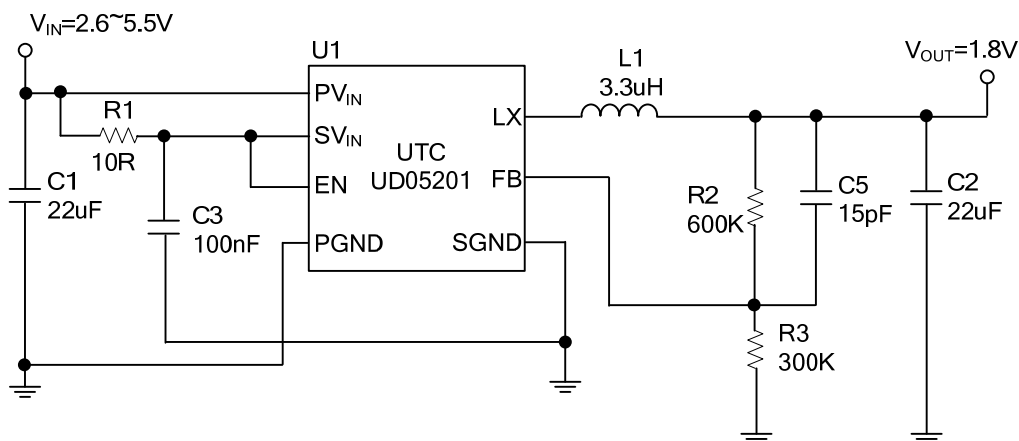 VIN=2.6~5.5V
U1
VOUT=1.8V
L1
3.3uH
R1
10R
PVIN
SVIN
EN
PGND
UTC
UD05201
LX
FB
SGND
C1
22uF
C3
100nF
R2
600K
C5
15pF
C2
22uF
R3
300K